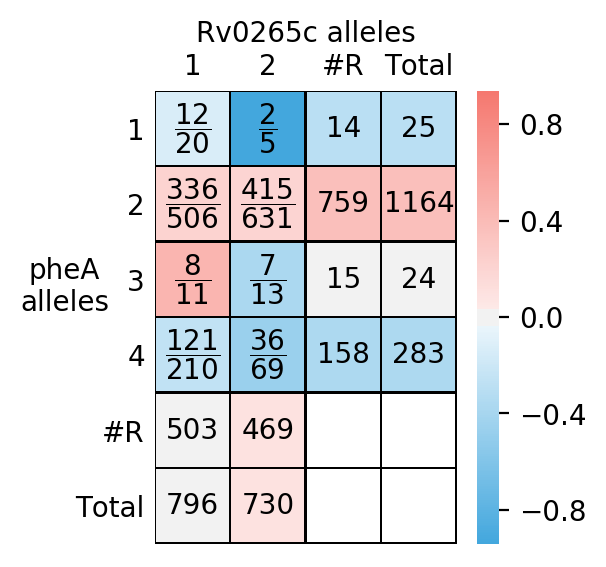 Rv0265c alleles
1 2 #R Total
1 12/20 2/5 14 25
2 336/506 415/631 759 1164
pheA alleles
3 8/11 7/13 15 24
4 121/210 36/69 158 283
#R 503 469
Total 796 730
0.8
0.4
0.0
−0.4
−0.8